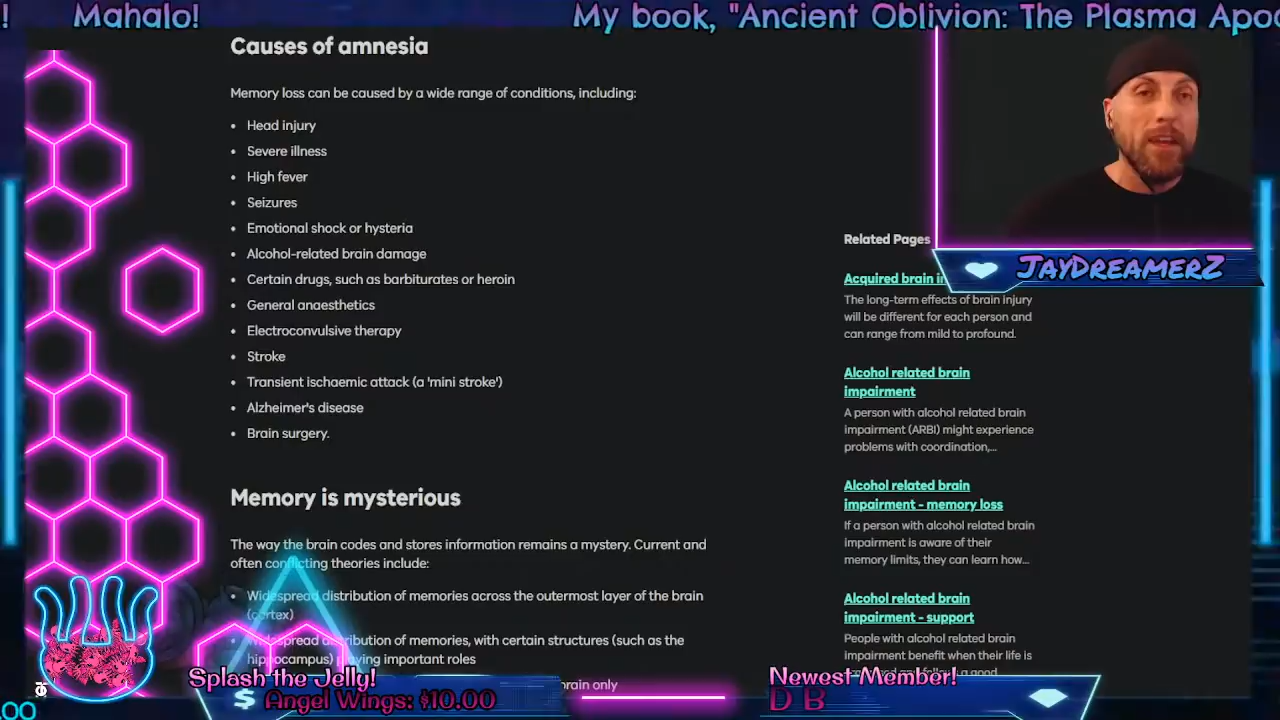 !
Mahalo!
My book, "Ancient Oblivion: The Plasma Apoc
Causes of amnesia
Memory loss can be caused by a wide range of conditions, including:
• Head injury
• Severe illness
• High fever
• Seizures
• Emotional shock or hysteria
• Alcohol-related brain damage
• Certain drugs, such as barbiturates or heroin
• General anaesthetics
• Electroconvulsive therapy
• Stroke
• Transient ischaemic attack (a 'mini stroke')
• Alzheimer's disease
• Brain surgery.
Memory is mysterious
The way the brain codes and stores information remains a mystery. Current and
often conflicting theories include:
• Widespread distribution of memories across the outermost layer of the brain
(cortex)
• Widespread distribution of memories, with certain structures (such as the
hippocampus) playing important roles
brain only
JayDreamerZ
Related Pages
Acquired brain in
The long-term effects of brain injury
will be different for each person and
can range from mild to profound.
Alcohol related brain
impairment
A person with alcohol related brain
impairment (ARBI) might experience
problems with coordination,...
Alcohol related brain
impairment - memory loss
If a person with alcohol related brain
impairment is aware of their
memory limits, they can learn how...
Alcohol related brain
impairment - support
People with alcohol related brain
impairment benefit when their life is
a good
Splash the Jelly!
$ Angel Wings: $10.00
Newest Member!
D B
.00